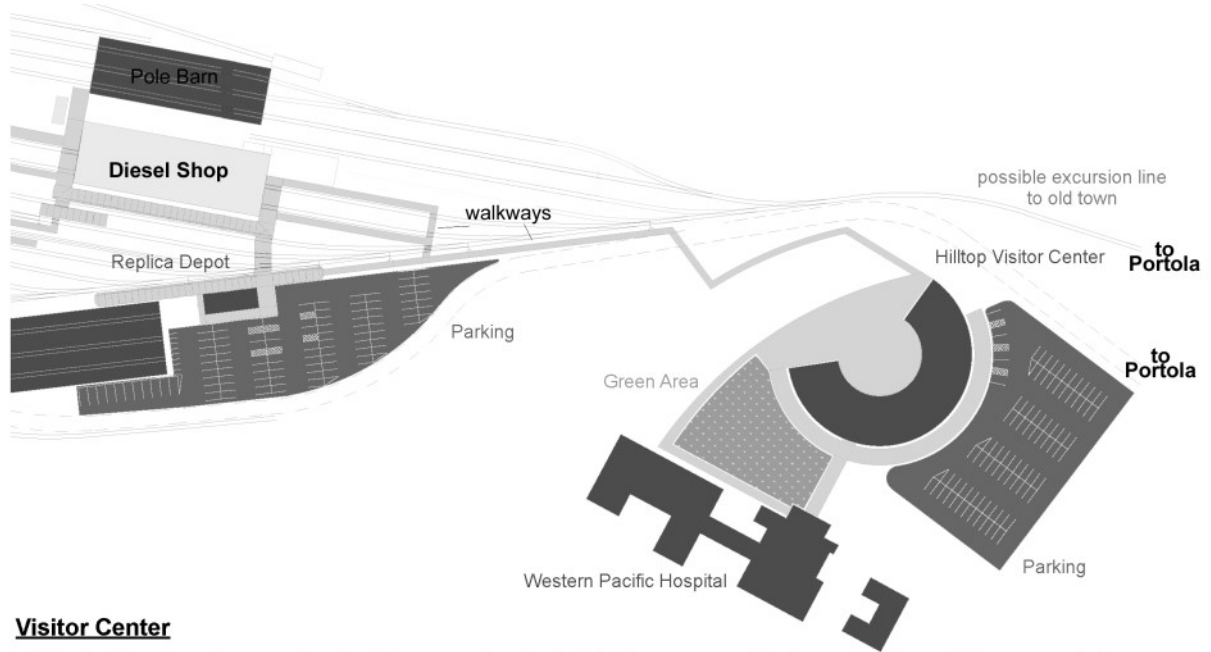 Pole Barn
Diesel Shop
possible excursion line
to old town
walkways
to
Portola
Replica Depot
Hilltop Visitor Center
Parking
to
Portola
Green Area
Western Pacific Hospital
Parking
Visitor Center